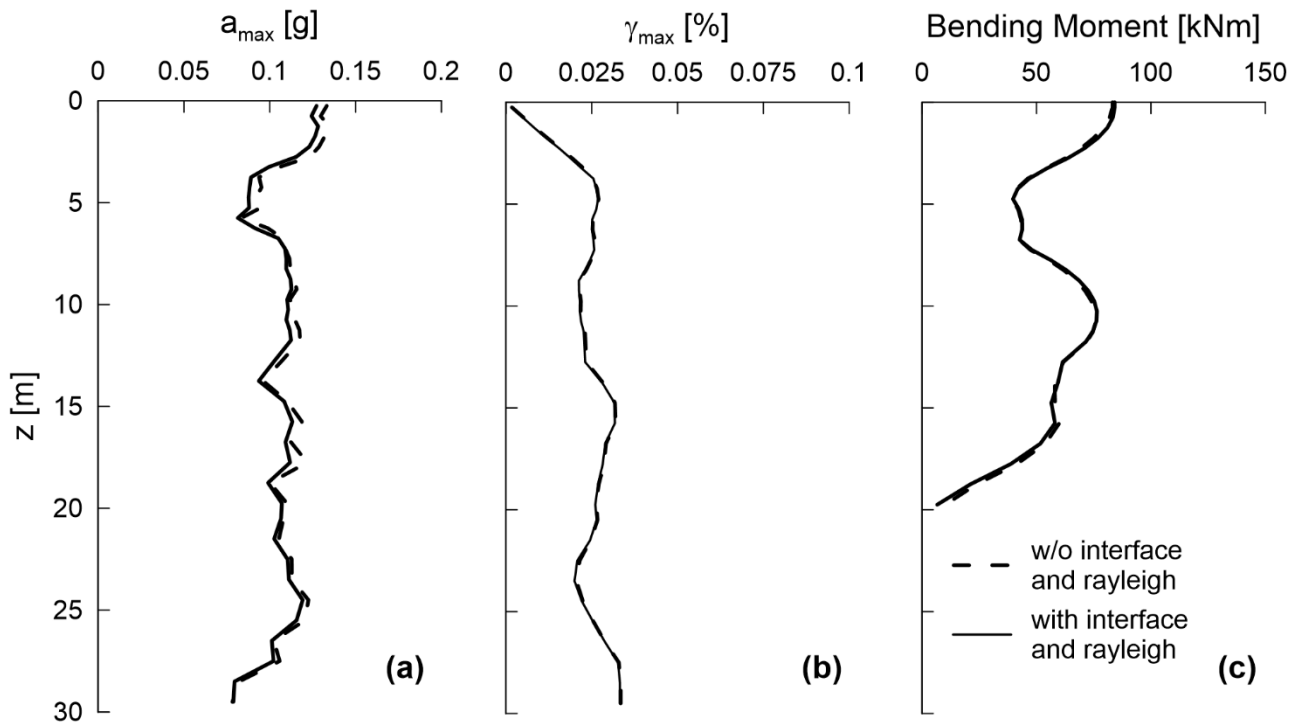 a_max [g]
0 0.05 0.1 0.15 0.2
γ_max [%]
0 0.025 0.05 0.075 0.1
Bending Moment [kNm]
0 50 100 150
z [m]
0
5
10
15
20
25
30
(a)
(b)
w/o interface
and rayleigh
with interface
and rayleigh
(c)